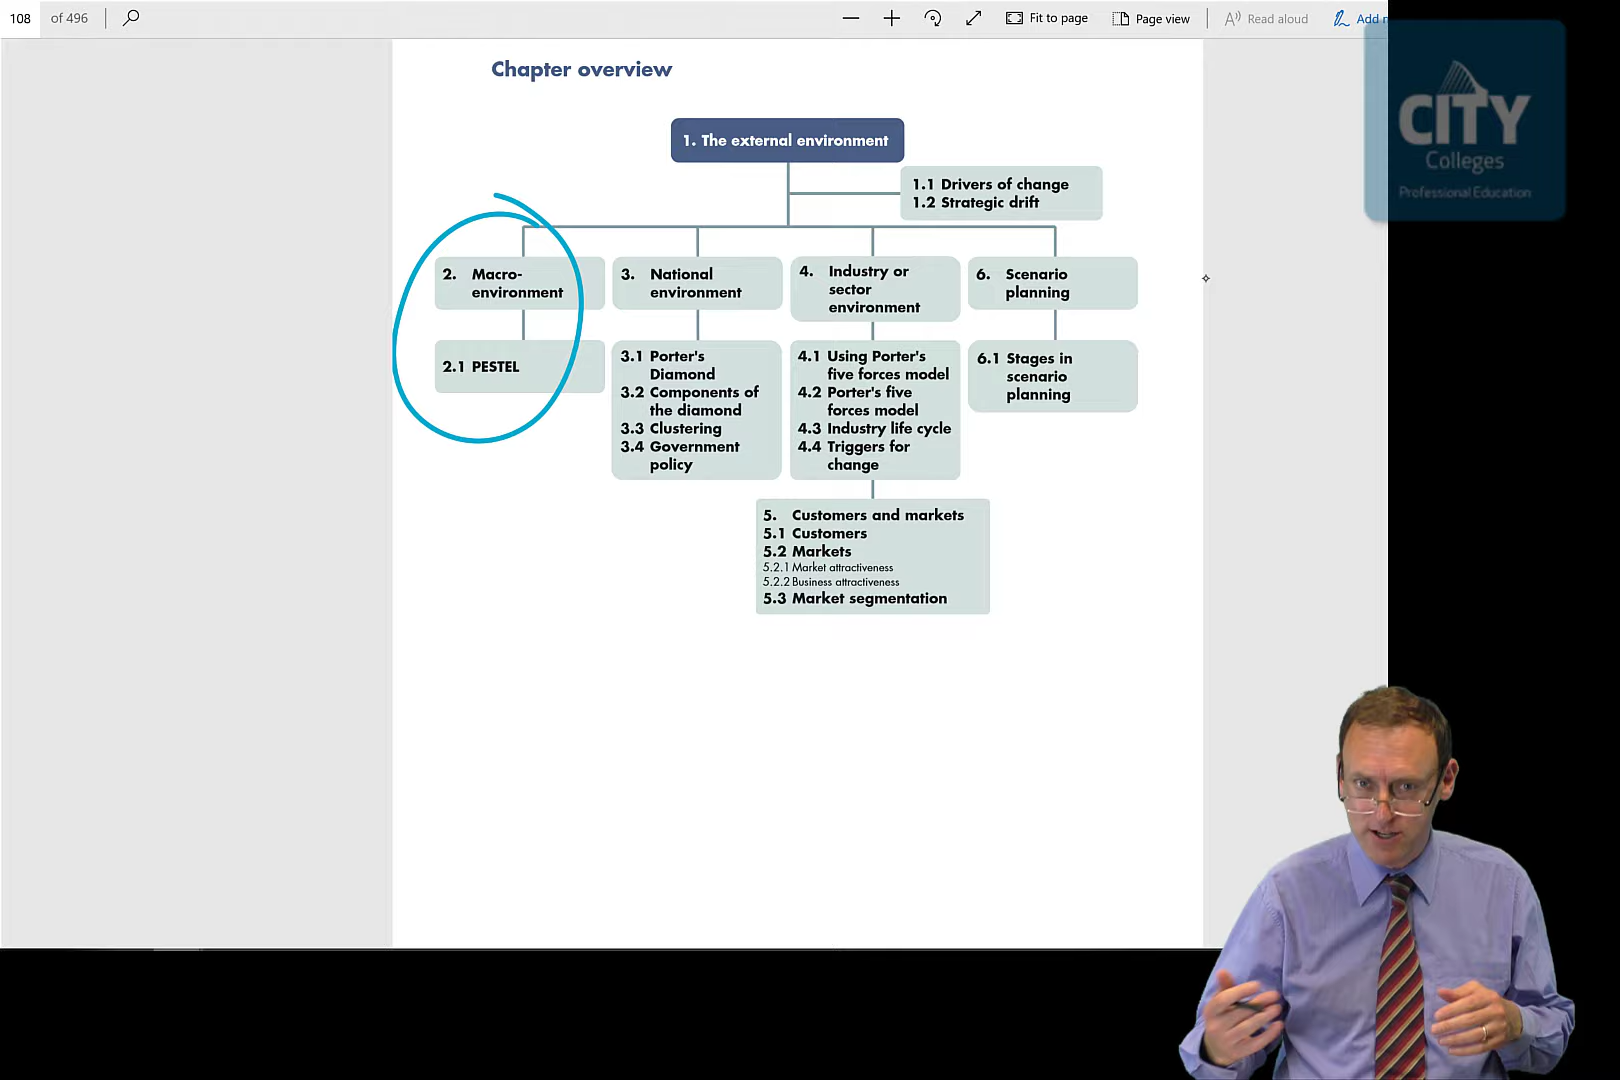 108 of 496
Fit to page
Page view
Read aloud
Add
CITY
Colleges
Professional Education
Chapter overview
1. The external environment
1.1 Drivers of change
1.2 Strategic drift
2. Macro-
environment
2.1 PESTEL
3. National
environment
3.1 Porter's
Diamond
3.2 Components of
the diamond
3.3 Clustering
3.4 Government
policy
4. Industry or
sector
environment
4.1 Using Porter's
five forces model
4.2 Porter's five
forces model
4.3 Industry life cycle
4.4 Triggers for
change
5. Customers and markets
5.1 Customers
5.2 Markets
5.2.1 Market attractiveness
5.2.2 Business attractiveness
5.3 Market segmentation
6. Scenario
planning
6.1 Stages in
scenario
planning